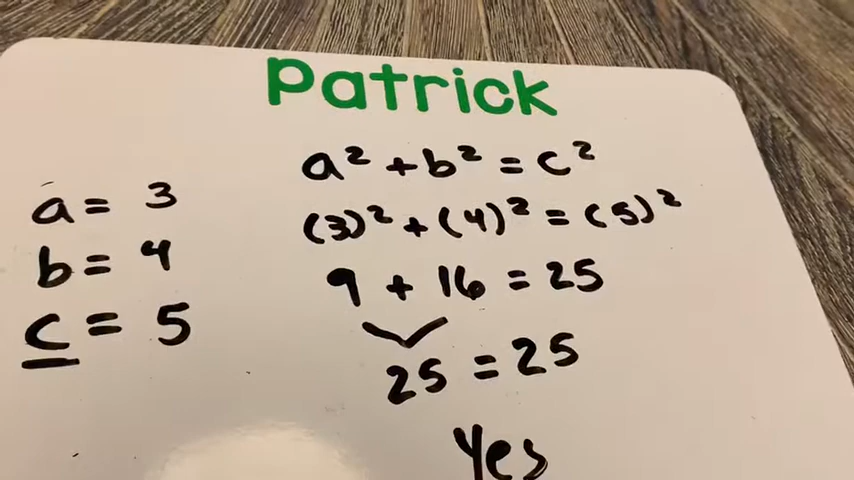 Patrick
a = 3
b = 4
c = 5
a² + b² = c²
(3)² + (4)² = (5)²
9 + 16 = 25
25 = 25
Yes